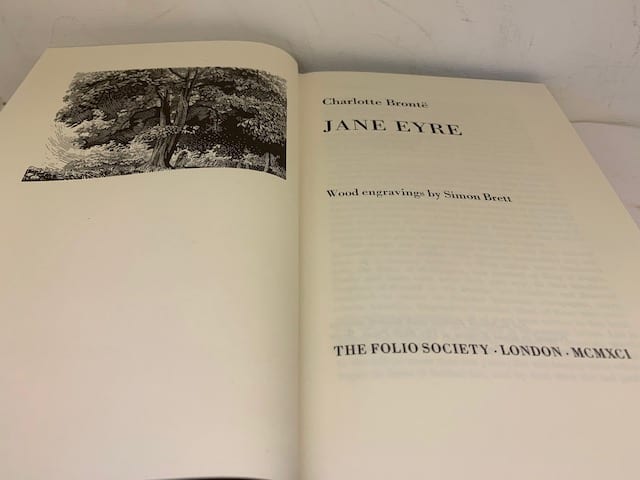 Charlotte Brontë
JANE EYRE
Wood engravings by Simon Brett
THE FOLIO SOCIETY · LONDON · MCMXCI